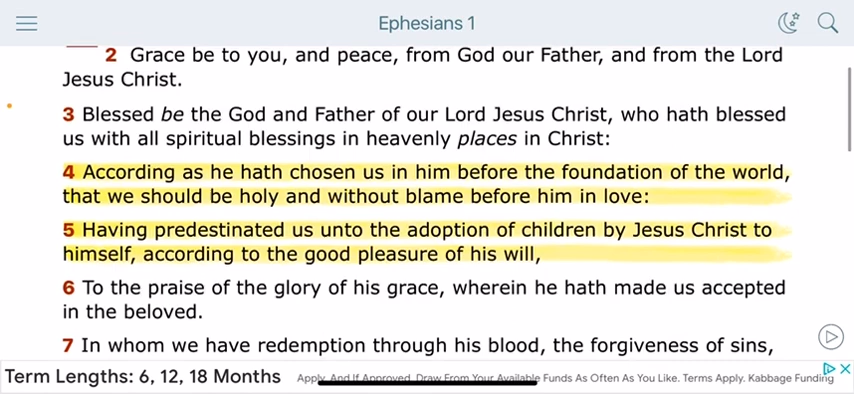 Ephesians 1
2 Grace be to you, and peace, from God our Father, and from the Lord
Jesus Christ.
3 Blessed be the God and Father of our Lord Jesus Christ, who hath blessed
us with all spiritual blessings in heavenly places in Christ:
4 According as he hath chosen us in him before the foundation of the world,
that we should be holy and without blame before him in love:
5 Having predestinated us unto the adoption of children by Jesus Christ to
himself, according to the good pleasure of his will,
6 To the praise of the glory of his grace, wherein he hath made us accepted
in the beloved.
7 In whom we have redemption through his blood, the forgiveness of sins,
Term Lengths: 6, 12, 18 Months
Apply, And If Approved, Draw From Your Available Funds As Often As You Like. Terms Apply. Kabbage Funding